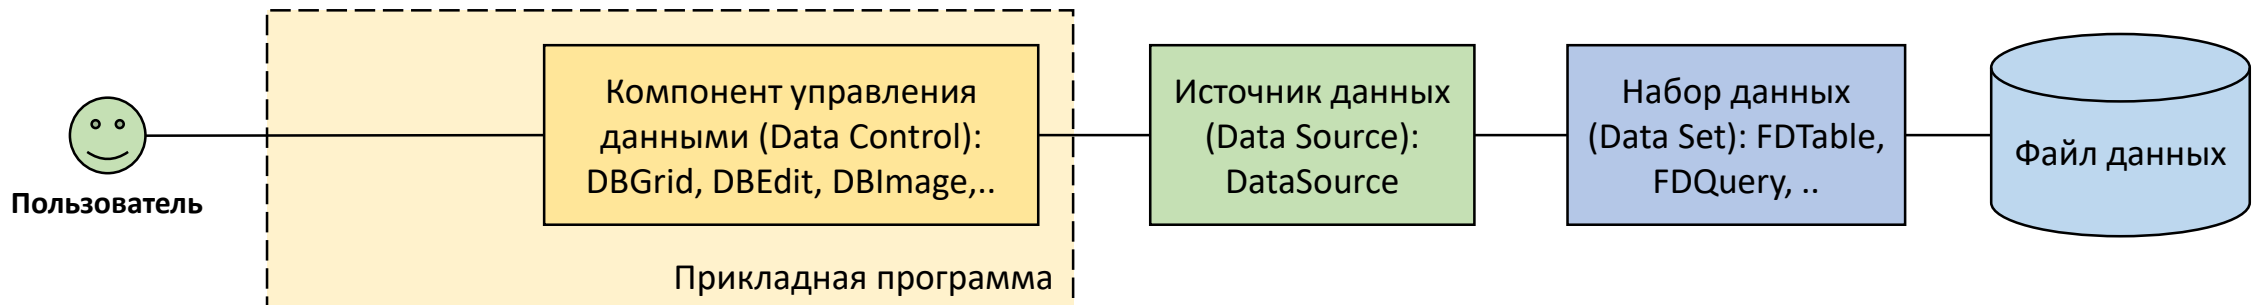 Пользователь
Компонент управления
данными (Data Control):
DBGrid, DBEdit, DBImage,..
Прикладная программа
Источник данных
(Data Source):
DataSource
Набор данных
(Data Set): FDTable,
FDQuery, ..
Файл данных